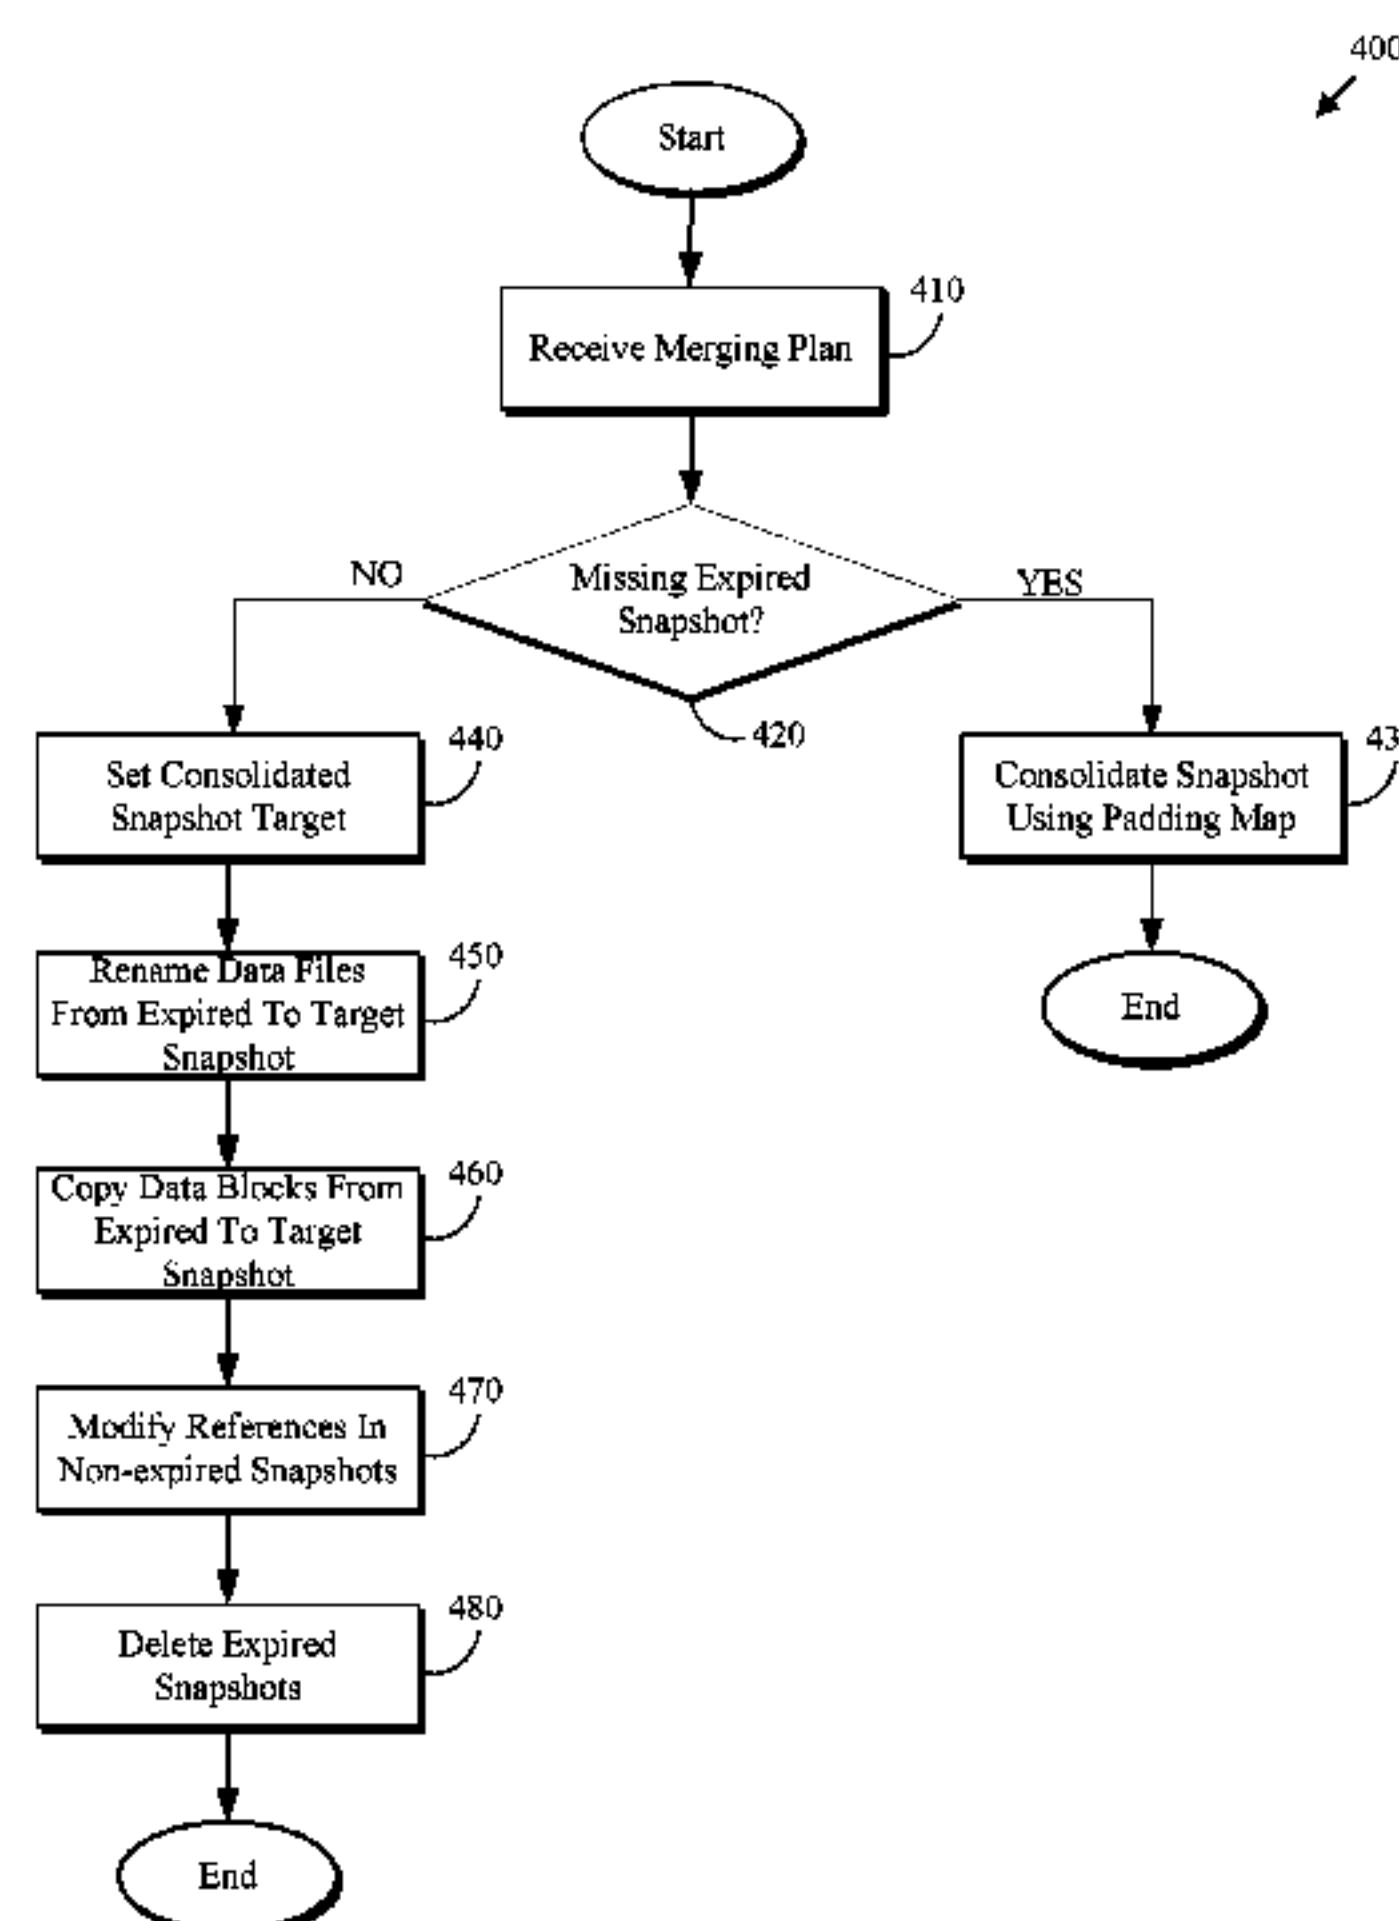 400
Start
410
Receive Merging Plan
NO
Missing Expired
Snapshot?
YES
420
440
Set Consolidated
Snapshot Target
43
Consolidate Snapshot
Using Padding Map
450
Rename Data Files
From Expired To Target
Snapshot
End
460
Copy Data Blocks From
Expired To Target
Snapshot
470
Modify References In
Non-expired Snapshots
480
Delete Expired
Snapshots
End